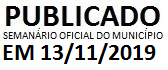 PUBLICADO
SEMANÁRIO OFICIAL DO MUNICÍPIO
EM 13/11/2019